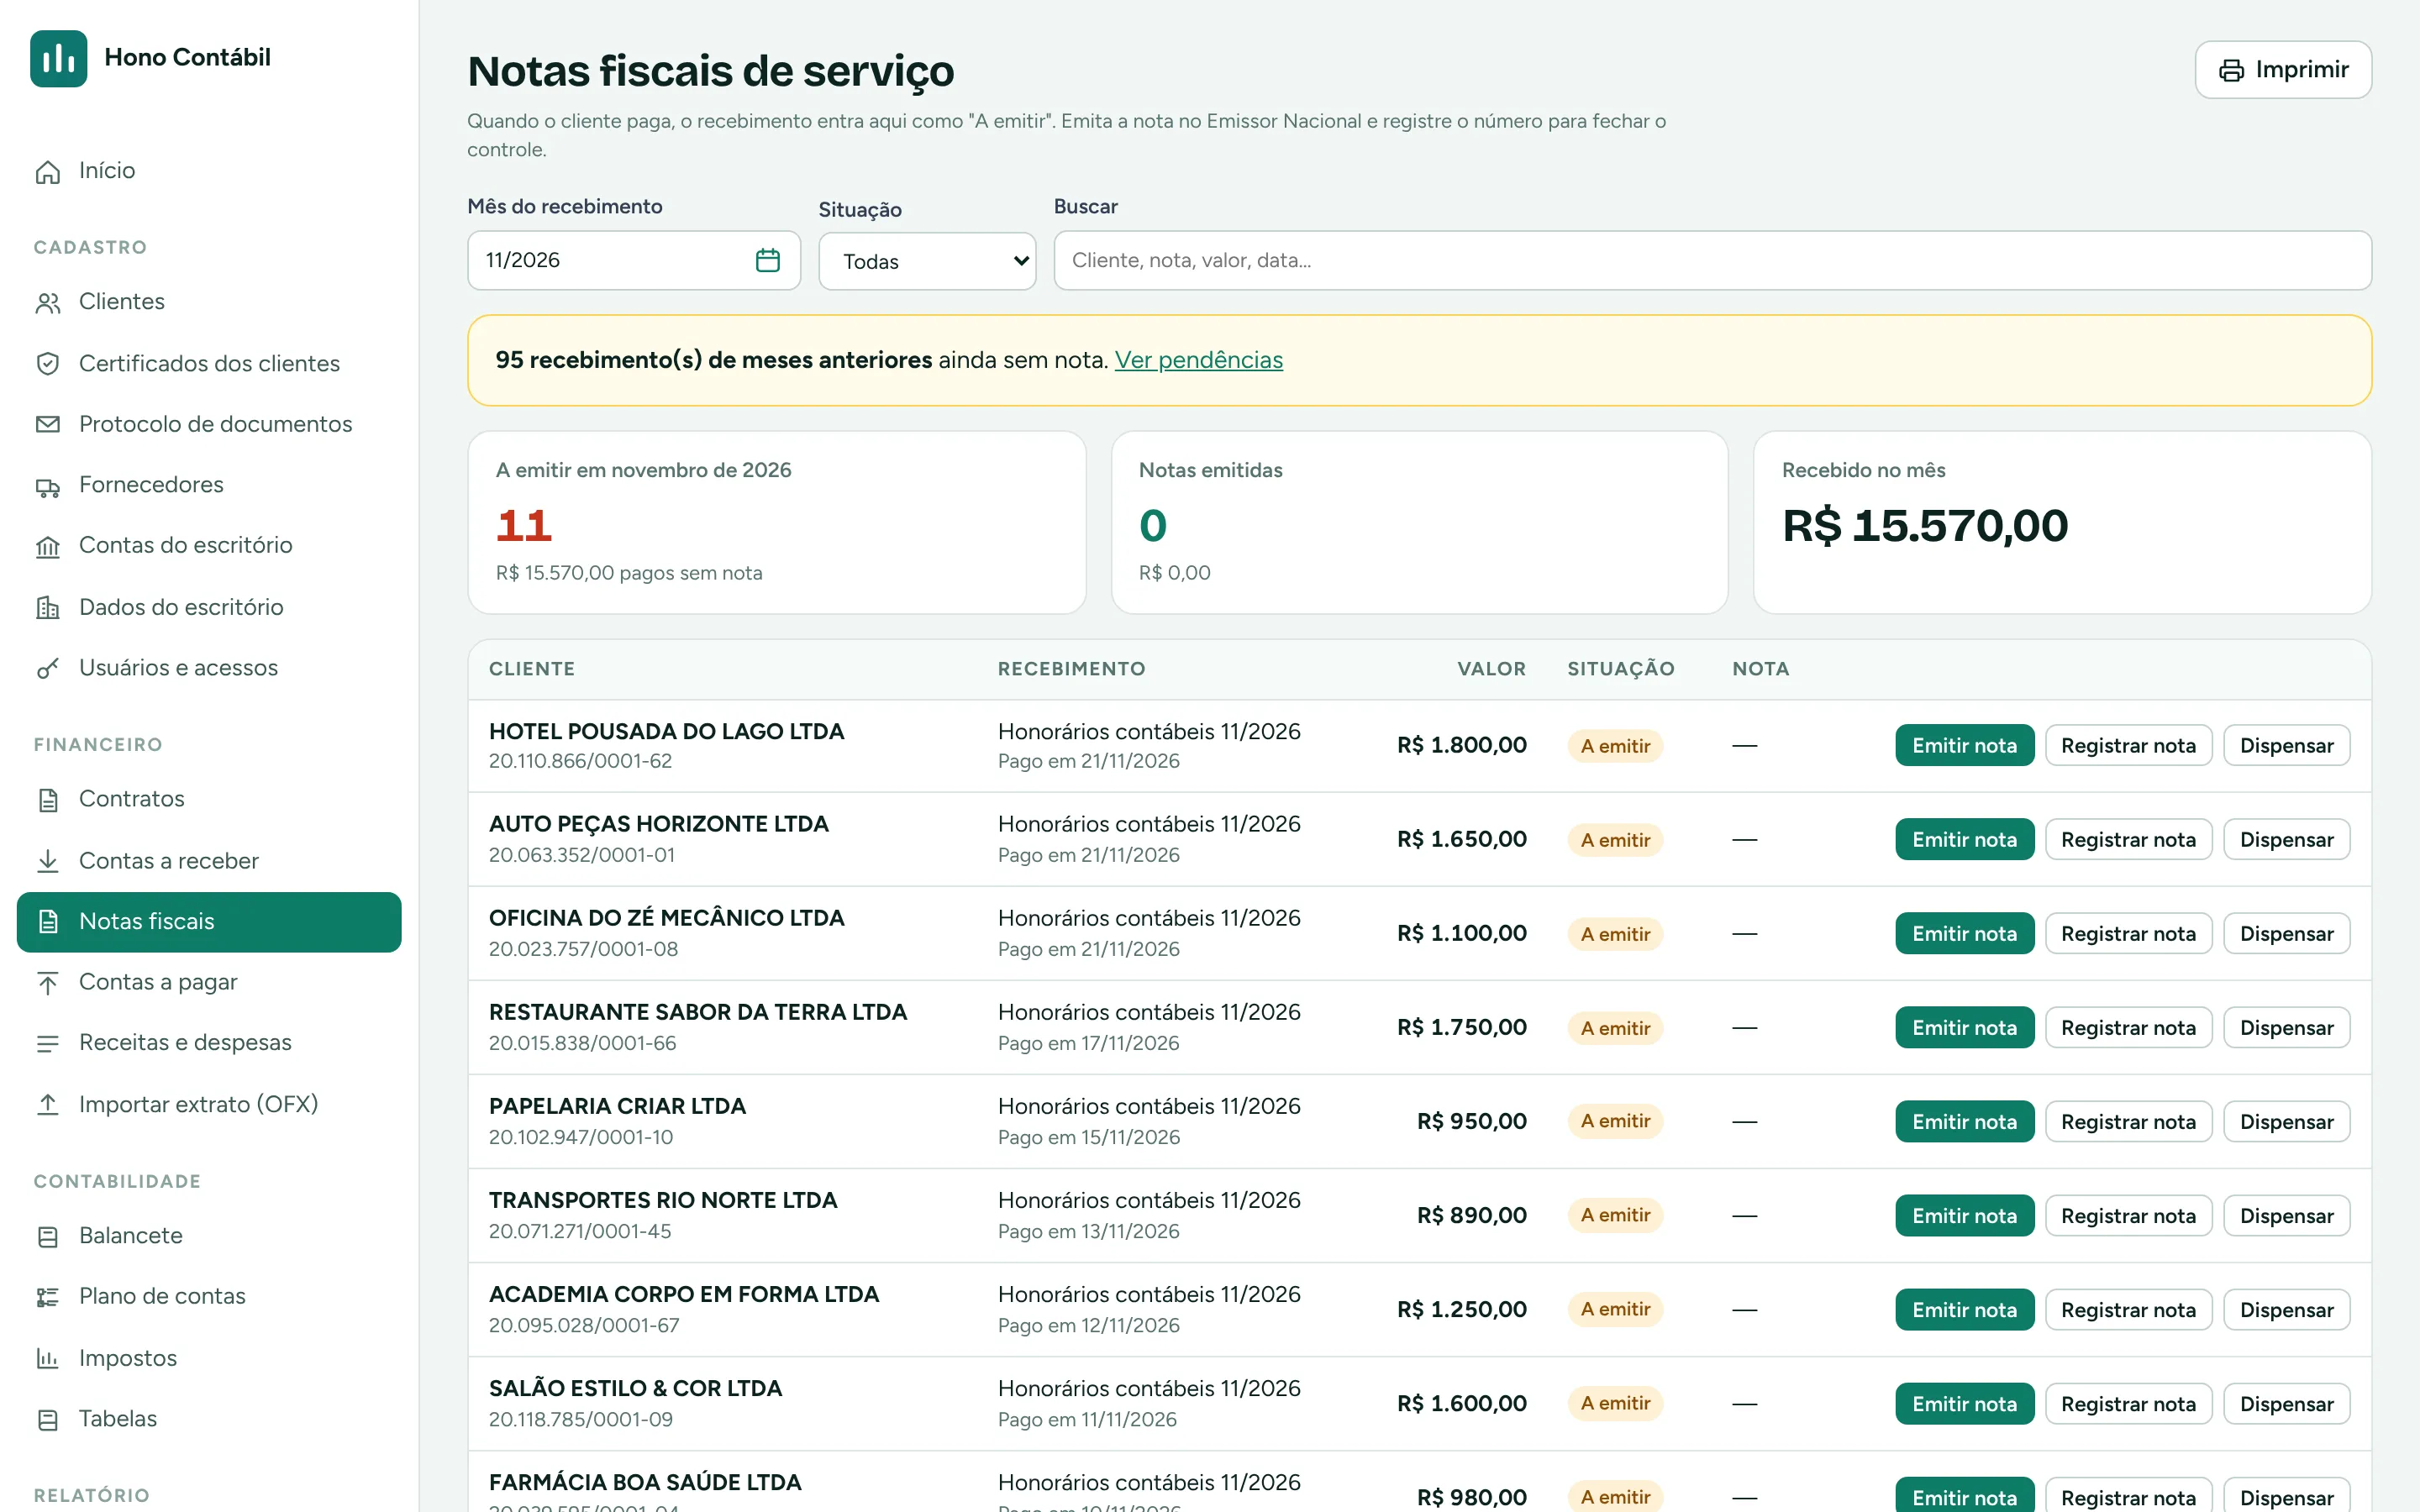 Hono Contábil
Início
CADASTRO
Clientes
Certificados dos clientes
Protocolo de documentos
Fornecedores
Contas do escritório
Dados do escritório
Usuários e acessos
FINANCEIRO
Contratos
Contas a receber
Notas fiscais
Contas a pagar
Receitas e despesas
Importar extrato (OFX)
CONTABILIDADE
Balancete
Plano de contas
Impostos
Tabelas
RELATÓRIO
Notas fiscais de serviço
Imprimir
Quando o cliente paga, o recebimento entra aqui como "A emitir". Emita a nota no Emissor Nacional e registre o número para fechar o
controle.
Mês do recebimento Situação Buscar
11/2026 Todas Cliente, nota, valor, data...
95 recebimento(s) de meses anteriores ainda sem nota. Ver pendências
A emitir em novembro de 2026
11
R$ 15.570,00 pagos sem nota
Notas emitidas
0
R$ 0,00
Recebido no mês
R$ 15.570,00
CLIENTE RECEBIMENTO VALOR SITUAÇÃO NOTA
HOTEL POUSADA DO LAGO LTDA Honorários contábeis 11/2026 R$ 1.800,00 A emitir — Emitir nota Registrar nota Dispensar
20.110.866/0001-62 Pago em 21/11/2026
AUTO PEÇAS HORIZONTE LTDA Honorários contábeis 11/2026 R$ 1.650,00 A emitir — Emitir nota Registrar nota Dispensar
20.063.352/0001-01 Pago em 21/11/2026
OFICINA DO ZÉ MECÂNICO LTDA Honorários contábeis 11/2026 R$ 1.100,00 A emitir — Emitir nota Registrar nota Dispensar
20.023.757/0001-08 Pago em 21/11/2026
RESTAURANTE SABOR DA TERRA LTDA Honorários contábeis 11/2026 R$ 1.750,00 A emitir — Emitir nota Registrar nota Dispensar
20.015.838/0001-66 Pago em 17/11/2026
PAPELARIA CRIAR LTDA Honorários contábeis 11/2026 R$ 950,00 A emitir — Emitir nota Registrar nota Dispensar
20.102.947/0001-10 Pago em 15/11/2026
TRANSPORTES RIO NORTE LTDA Honorários contábeis 11/2026 R$ 890,00 A emitir — Emitir nota Registrar nota Dispensar
20.071.271/0001-45 Pago em 13/11/2026
ACADEMIA CORPO EM FORMA LTDA Honorários contábeis 11/2026 R$ 1.250,00 A emitir — Emitir nota Registrar nota Dispensar
20.095.028/0001-67 Pago em 12/11/2026
SALÃO ESTILO & COR LTDA Honorários contábeis 11/2026 R$ 1.600,00 A emitir — Emitir nota Registrar nota Dispensar
20.118.785/0001-09 Pago em 11/11/2026
FARMÁCIA BOA SAÚDE LTDA Honorários contábeis 11/2026 R$ 980,00 A emitir — Emitir nota Registrar nota Dispensar
Pago em 10/11/2026